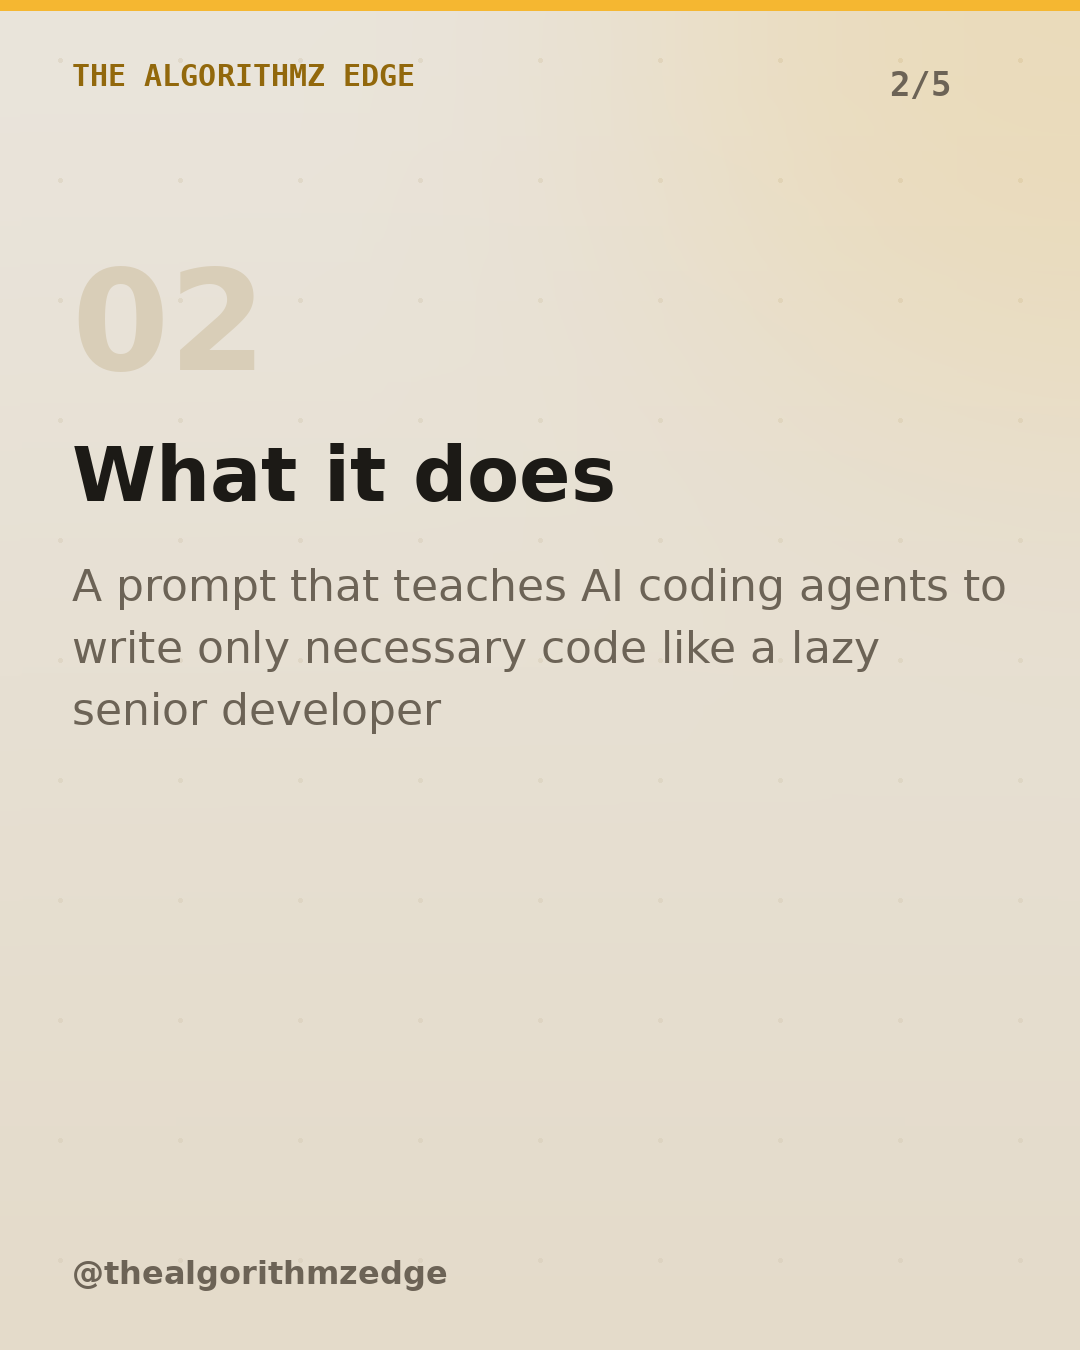 THE ALGORITHMZ EDGE
2/5
02
What it does
A prompt that teaches AI coding agents to
write only necessary code like a lazy
senior developer
@thealgorithmzedge